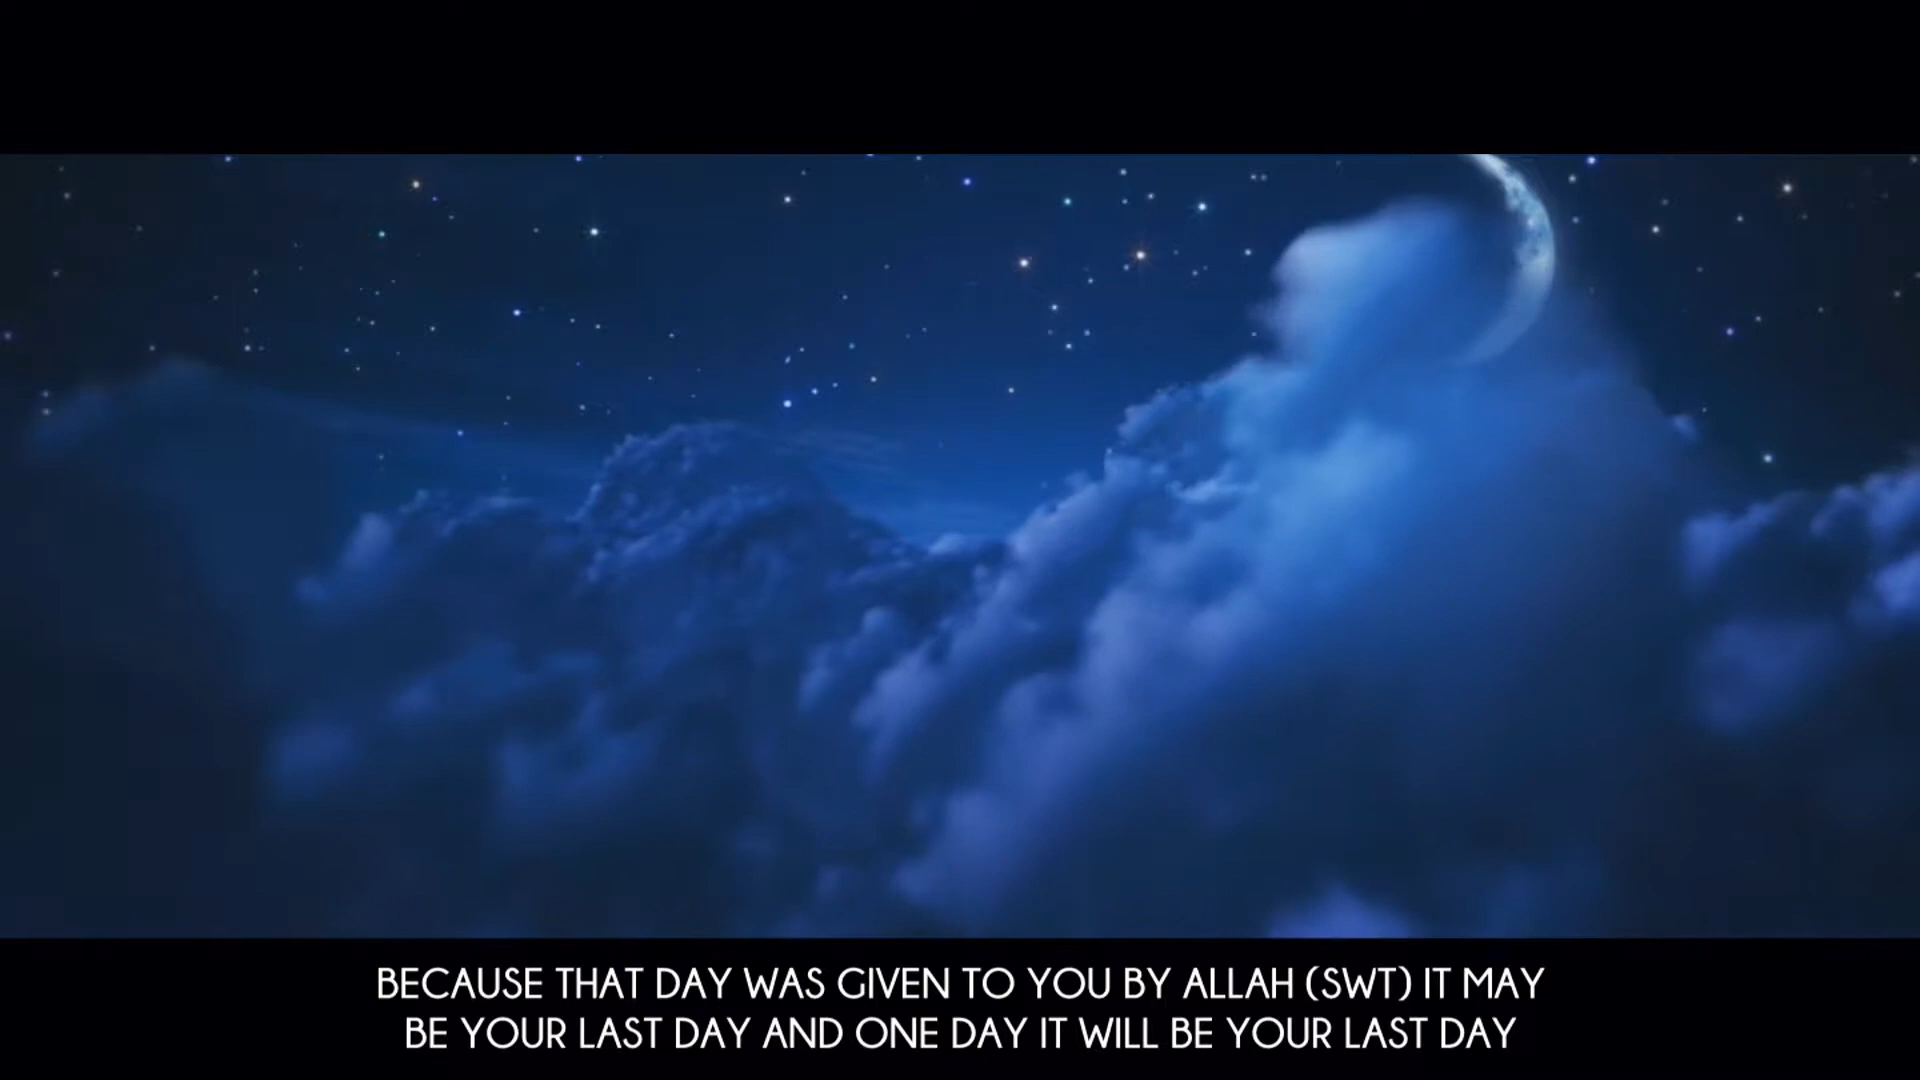 BECAUSE THAT DAY WAS GIVEN TO YOU BY ALLAH (SWT) IT MAY
BE YOUR LAST DAY AND ONE DAY IT WILL BE YOUR LAST DAY